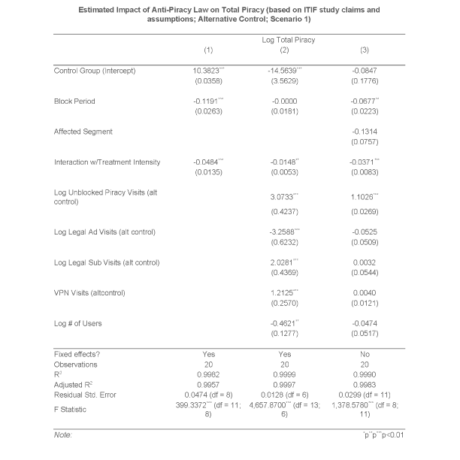 Estimated Impact of Anti-Piracy Law on Total Piracy (based on ITIF study claims and
assumptions; Alternative Control; Scenario 1)
Log Total Piracy
(1) (2) (3)
Control Group (Intercept) 10.3823*** -14.5639*** -0.0847
(0.0358) (3.5629) (0.1776)
Block Period -0.1191*** -0.0000 -0.0677**
(0.0263) (0.0181) (0.0223)
Affected Segment -0.1314
(0.0757)
Interaction w/Treatment Intensity -0.0484*** -0.0148** -0.0371***
(0.0135) (0.0053) (0.0083)
Log Unblocked Piracy Visits (alt
control) 3.0733*** 1.1026***
(0.4237) (0.0269)
Log Legal Ad Visits (alt control) -3.2588*** -0.0525
(0.6232) (0.0509)
Log Legal Sub Visits (alt control) 2.0281*** 0.0032
(0.4369) (0.0544)
VPN Visits (altcontrol) 1.2125*** 0.0040
(0.2570) (0.0121)
Log # of Users -0.4621** -0.0474
(0.1277) (0.0517)
Fixed effects? Yes Yes No
Observations 20 20 20
R2 0.9982 0.9999 0.9990
Adjusted R2 0.9957 0.9997 0.9983
Residual Std. Error 0.0474 (df = 8) 0.0128 (df = 6) 0.0299 (df = 11)
F Statistic 399.3372*** (df = 11; 8) 4,657.8700*** (df = 13; 6) 1,378.5780*** (df = 8; 11)
Note: *p**p***p<0.01